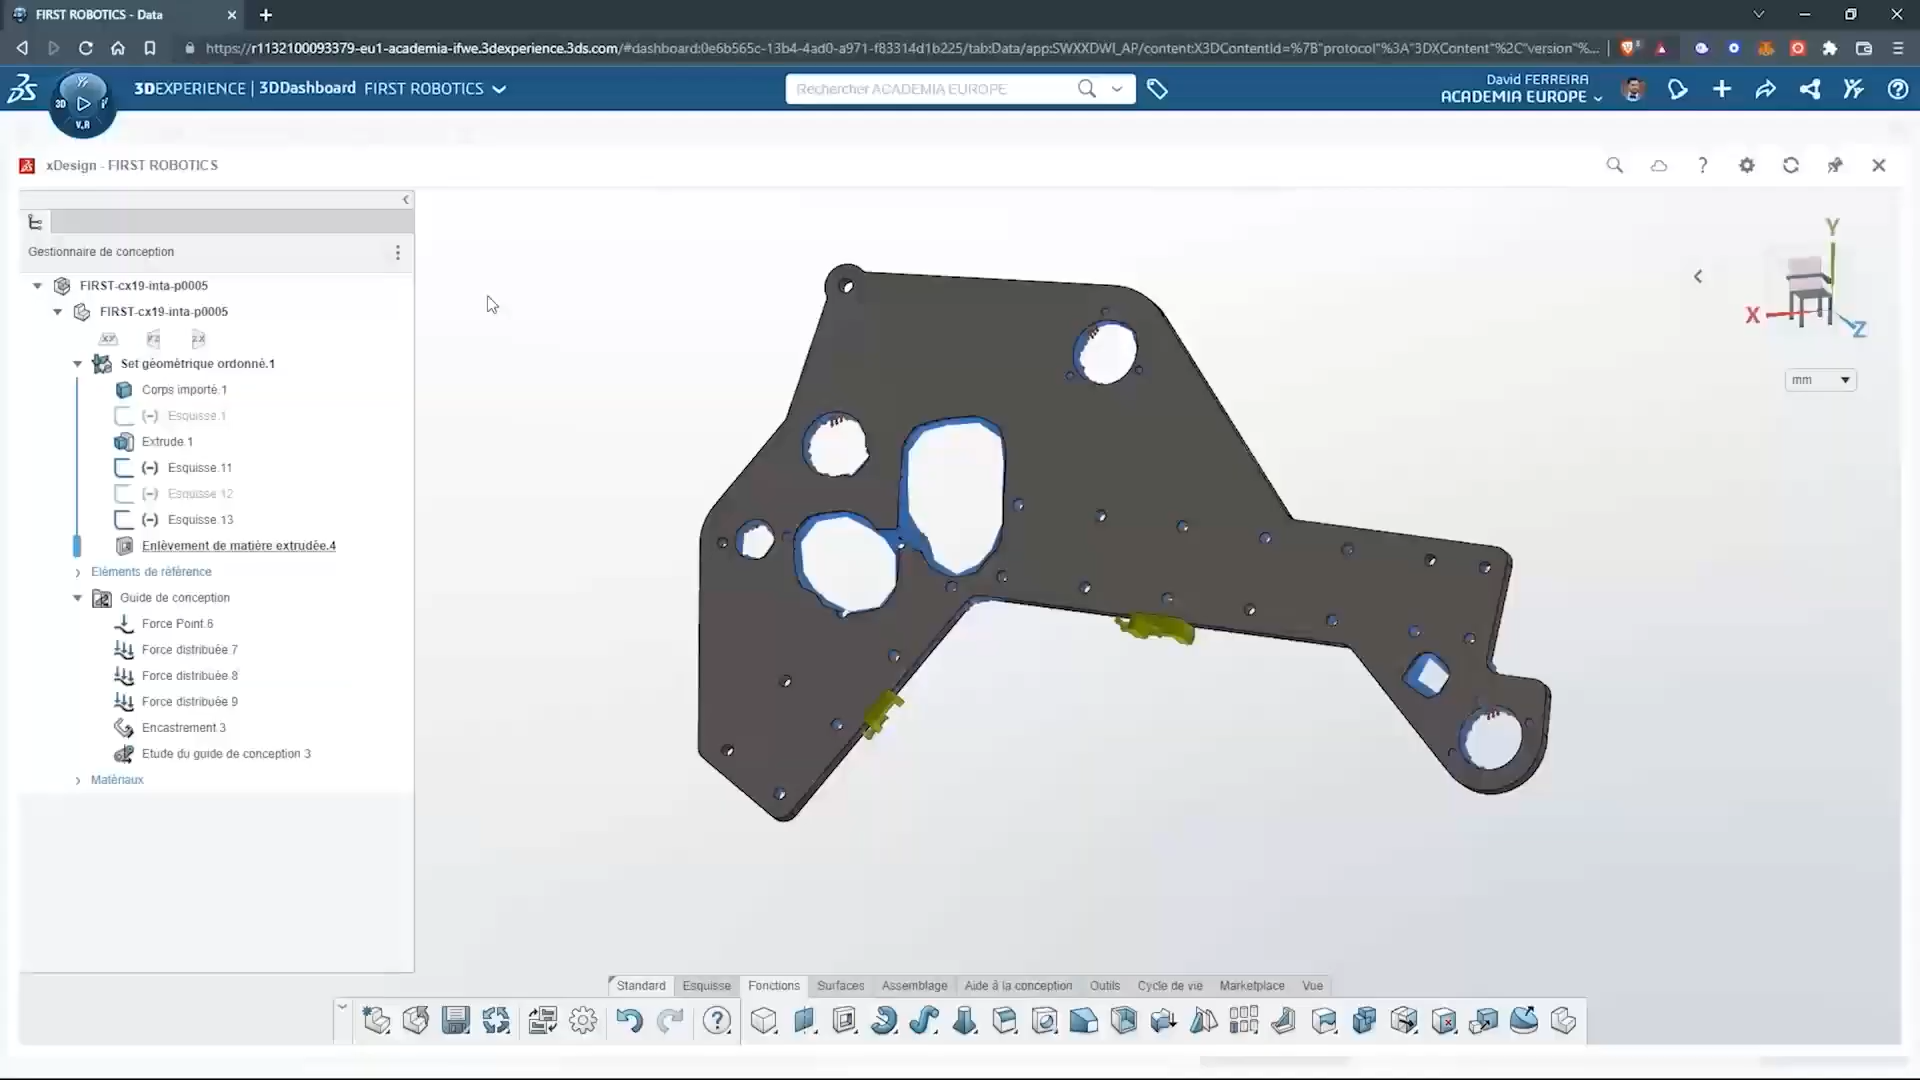 FIRST ROBOTICS - Data
https://r1132100093379-eu1-academia-ifwe.3dexperience.3ds.com/#dashboard:0e6b565c-13b4-4ad0-a971-f83314d1b225/tab:Data/app:SWXXDWI_AP/content:X3DContentId=%7B"protocol"%3A"3DXContent"%2C"version"%...
3DEXPERIENCE | 3DDashboard FIRST ROBOTICS
Rechercher ACADEMIA EUROPE
David FERREIRA
ACADEMIA EUROPE
3D
V.R
xDesign - FIRST ROBOTICS
Gestionnaire de conception
FIRST-cx19-inta-p0005
FIRST-cx19-inta-p0005
XY YZ ZX
Set géométrique ordonné.1
Corps importé.1
(-) Esquisse.1
Extrude.1
(-) Esquisse.11
(-) Esquisse.12
(-) Esquisse.13
Enlèvement de matière extrudée.4
Eléments de référence
Guide de conception
Force Point.6
Force distribuée.7
Force distribuée.8
Force distribuée.9
Encastrement.3
Etude du guide de conception.3
Matériaux
Y
X
Z
mm
Standard Esquisse Fonctions Surfaces Assemblage Aide à la conception Outils Cycle de vie Marketplace Vue